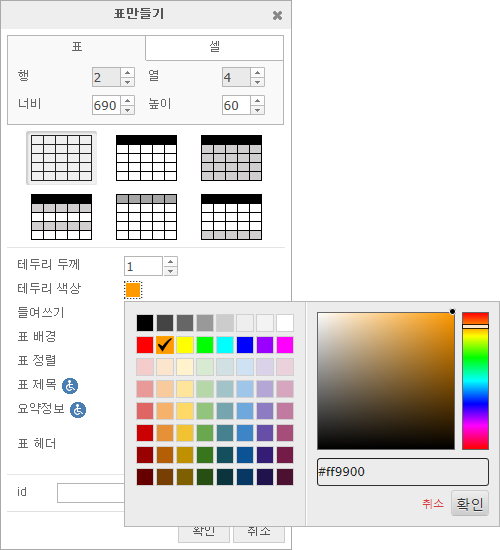 표만들기
표 셀
행 2 열 4
너비 690 높이 60
테두리 두께 1
테두리 색상
들여쓰기
표 배경
표 정렬
표 제목
요약정보
표 헤더
#ff9900
취소 확인
id
확인 취소